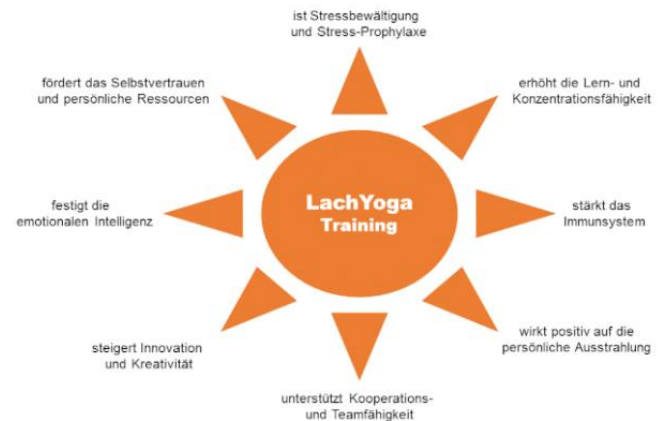 ist Stressbewältigung
und Stress-Prophylaxe
erhöht die Lern- und
Konzentrationsfähigkeit
stärkt das
Immunsystem
wirkt positiv auf die
persönliche Ausstrahlung
unterstützt Kooperations-
und Teamfähigkeit
steigert Innovation
und Kreativität
festigt die
emotionalen Intelligenz
fördert das Selbstvertrauen
und persönliche Ressourcen
LachYoga
Training